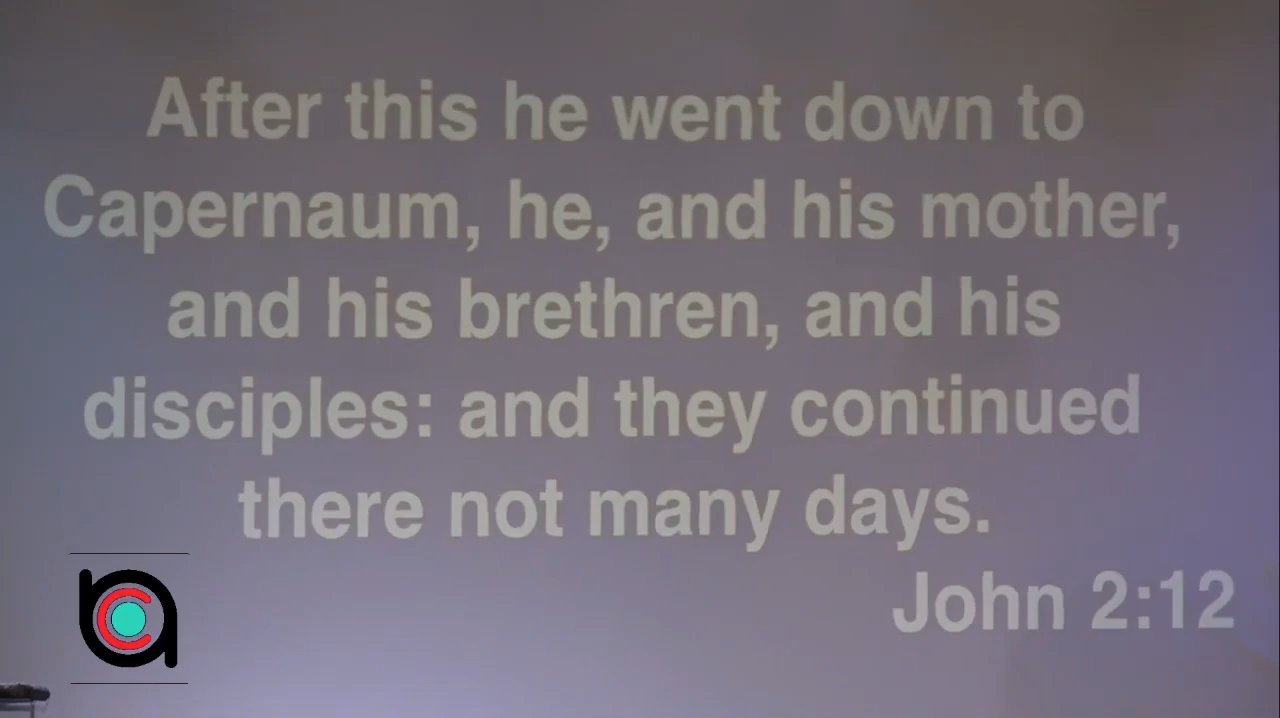 After this he went down to
Capernaum, he, and his mother,
and his brethren, and his
disciples: and they continued
there not many days.
John 2:12